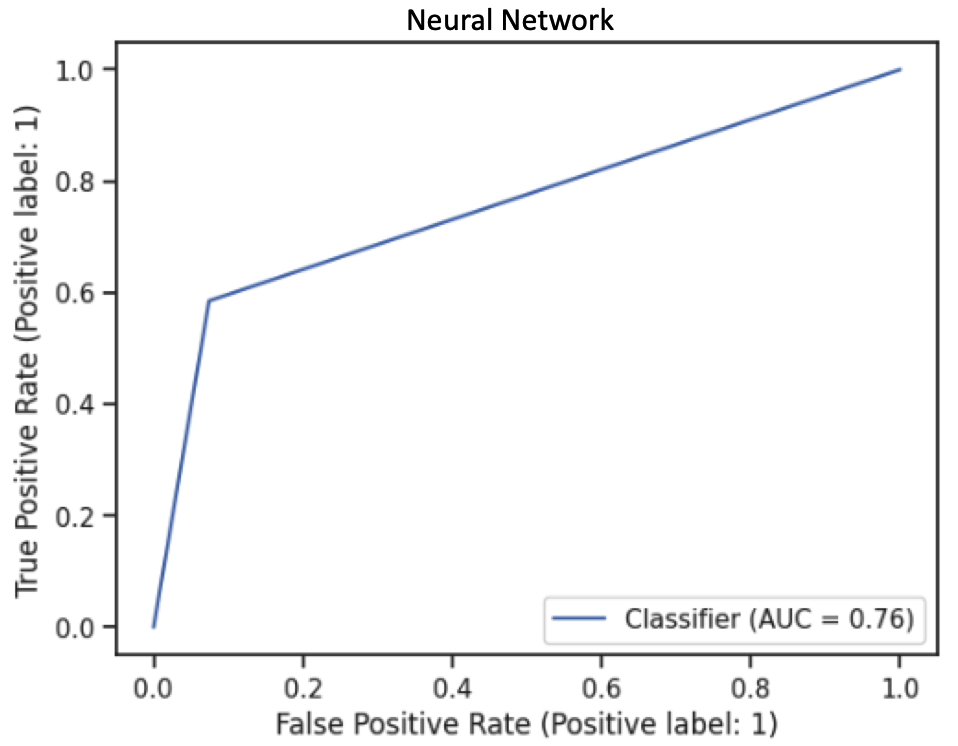 Neural Network
True Positive Rate (Positive label: 1)
1.0
0.8
0.6
0.4
0.2
0.0
Classifier (AUC = 0.76)
0.0 0.2 0.4 0.6 0.8 1.0
False Positive Rate (Positive label: 1)